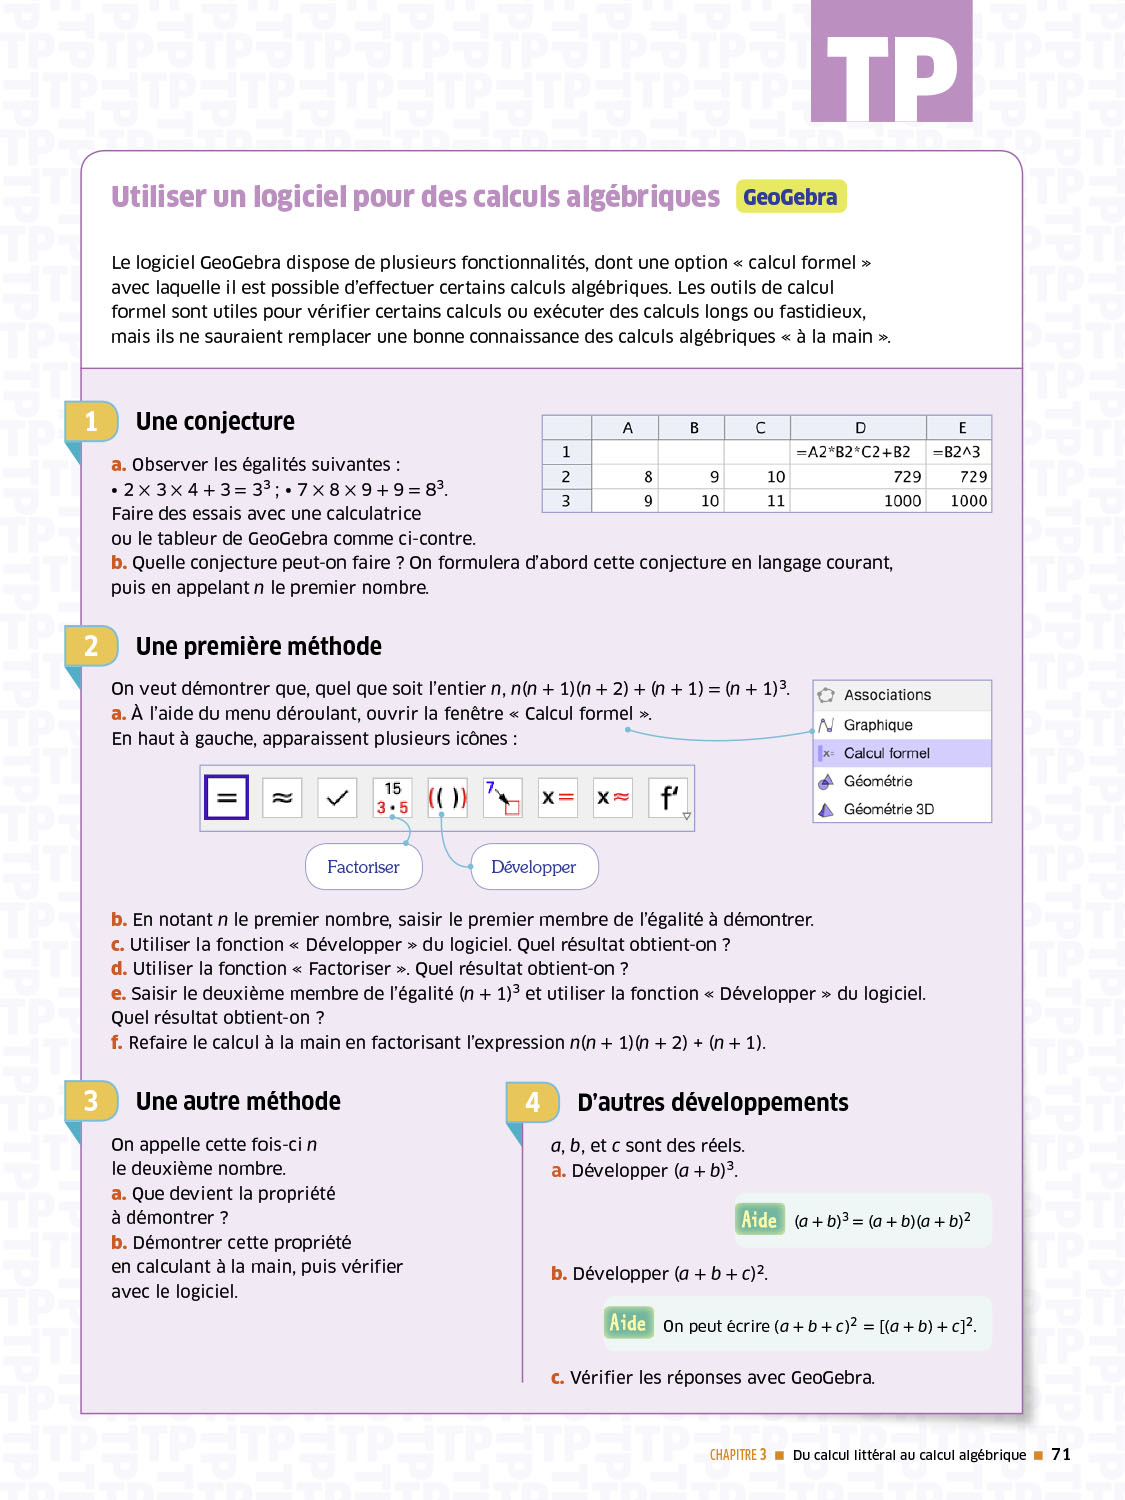 TP
Utiliser un logiciel pour des calculs algébriques GeoGebra
Le logiciel GeoGebra dispose de plusieurs fonctionnalités, dont une option « calcul formel »
avec laquelle il est possible d'effectuer certains calculs algébriques. Les outils de calcul
formel sont utiles pour vérifier certains calculs ou exécuter des calculs longs ou fastidieux,
mais ils ne sauraient remplacer une bonne connaissance des calculs algébriques « à la main ».
1 Une conjecture
a. Observer les égalités suivantes :
• 2 × 3 × 4 + 3 = 3³ ; • 7 × 8 × 9 + 9 = 8³.
Faire des essais avec une calculatrice
ou le tableur de GeoGebra comme ci-contre.
A B C D E
1 =A2*B2*C2+B2 =B2^3
2 8 9 10 729 729
3 9 10 11 1000 1000
b. Quelle conjecture peut-on faire ? On formulera d'abord cette conjecture en langage courant,
puis en appelant n le premier nombre.
2 Une première méthode
On veut démontrer que, quel que soit l'entier n, n(n + 1)(n + 2) + (n + 1) = (n + 1)³.
a. À l'aide du menu déroulant, ouvrir la fenêtre « Calcul formel ».
En haut à gauche, apparaissent plusieurs icônes :
Associations
Graphique
x= Calcul formel
Géométrie
Géométrie 3D
= ≈ ✓ 15 3 • 5 (( )) 7 x = x ≈ f'
Factoriser Développer
b. En notant n le premier nombre, saisir le premier membre de l'égalité à démontrer.
c. Utiliser la fonction « Développer » du logiciel. Quel résultat obtient-on ?
d. Utiliser la fonction « Factoriser ». Quel résultat obtient-on ?
e. Saisir le deuxième membre de l'égalité (n + 1)³ et utiliser la fonction « Développer » du logiciel.
Quel résultat obtient-on ?
f. Refaire le calcul à la main en factorisant l'expression n(n + 1)(n + 2) + (n + 1).
3 Une autre méthode
On appelle cette fois-ci n
le deuxième nombre.
a. Que devient la propriété
à démontrer ?
b. Démontrer cette propriété
en calculant à la main, puis vérifier
avec le logiciel.
4 D'autres développements
a, b, et c sont des réels.
a. Développer (a + b)³.
Aide (a + b)³ = (a + b)(a + b)²
b. Développer (a + b + c)².
Aide On peut écrire (a + b + c)² = [(a + b) + c]².
c. Vérifier les réponses avec GeoGebra.
CHAPITRE 3 ■ Du calcul littéral au calcul algébrique ■ 71